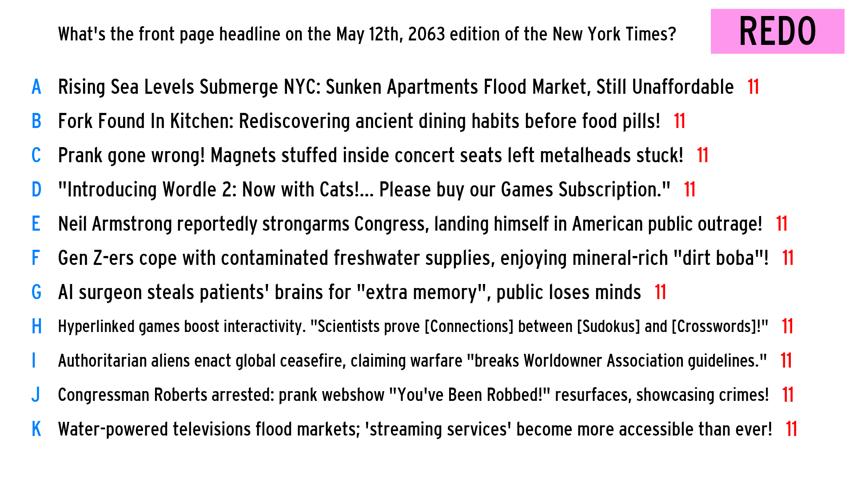 What's the front page headline on the May 12th, 2063 edition of the New York Times?
REDO
A Rising Sea Levels Submerge NYC: Sunken Apartments Flood Market, Still Unaffordable 11
B Fork Found In Kitchen: Rediscovering ancient dining habits before food pills! 11
C Prank gone wrong! Magnets stuffed inside concert seats left metalheads stuck! 11
D "Introducing Wordle 2: Now with Cats!... Please buy our Games Subscription." 11
E Neil Armstrong reportedly strongarms Congress, landing himself in American public outrage! 11
F Gen Z-ers cope with contaminated freshwater supplies, enjoying mineral-rich "dirt boba"! 11
G AI surgeon steals patients' brains for "extra memory", public loses minds 11
H Hyperlinked games boost interactivity. "Scientists prove [Connections] between [Sudokus] and [Crosswords]!" 11
I Authoritarian aliens enact global ceasefire, claiming warfare "breaks Worldowner Association guidelines." 11
J Congressman Roberts arrested: prank webshow "You've Been Robbed!" resurfaces, showcasing crimes! 11
K Water-powered televisions flood markets; 'streaming services' become more accessible than ever! 11